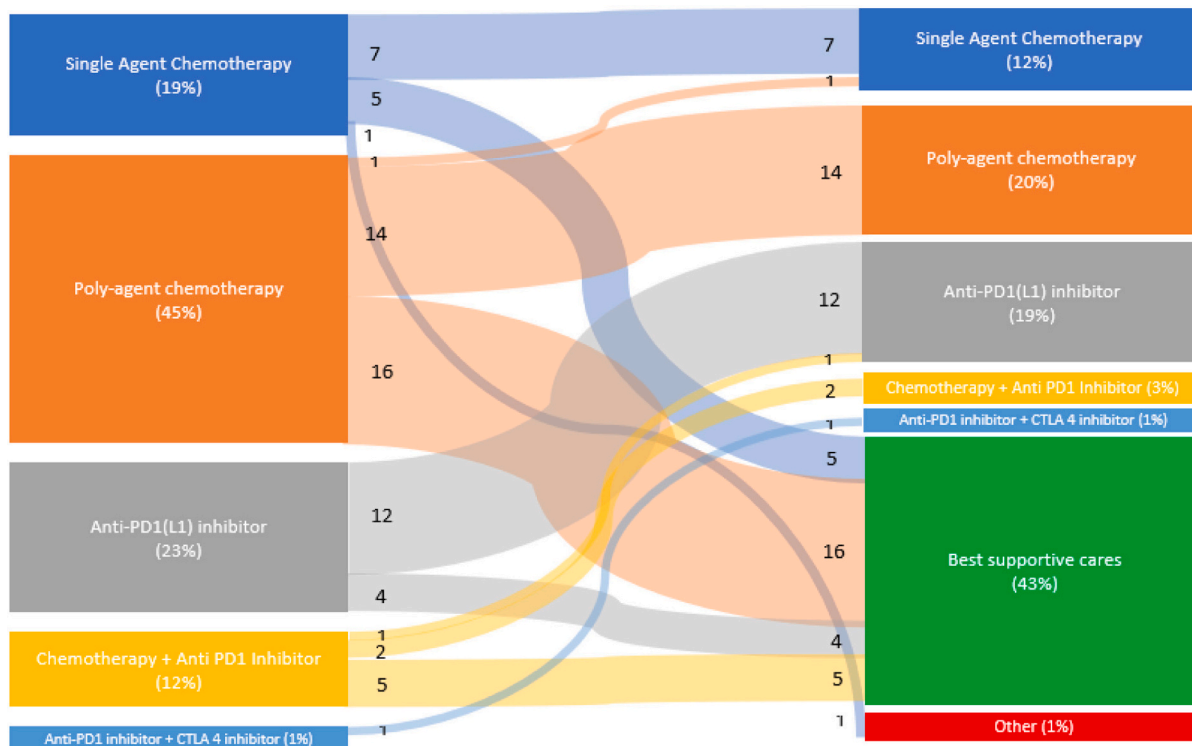 Single Agent Chemotherapy
(19%)
7
5
1
Poly-agent chemotherapy
(45%)
1
14
16
Anti-PD1(L1) inhibitor
(23%)
12
4
Chemotherapy + Anti PD1 Inhibitor
(12%)
1
2
5
Anti-PD1 inhibitor + CTLA 4 inhibitor (1%)
1
7
1
Single Agent Chemotherapy
(12%)
14
Poly-agent chemotherapy
(20%)
12
1
Anti-PD1(L1) inhibitor
(19%)
2
Chemotherapy + Anti PD1 Inhibitor (3%)
1
Anti-PD1 inhibitor + CTLA 4 inhibitor (1%)
5
16
4
5
Best supportive cares
(43%)
1
Other (1%)